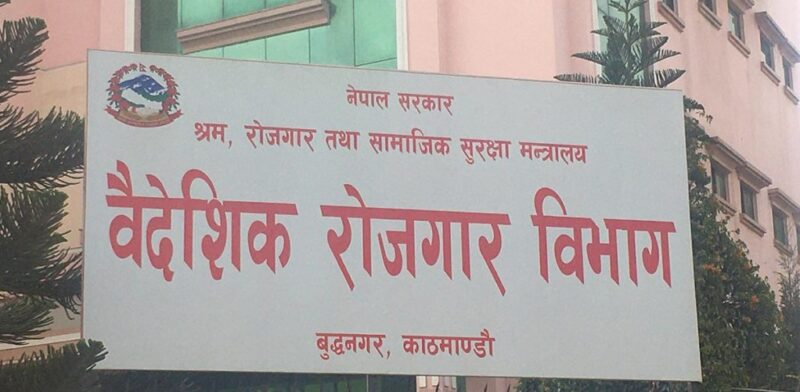 नेपाल सरकार
श्रम, रोजगार तथा सामाजिक सुरक्षा मन्त्रालय
वैदेशिक रोजगार विभाग
बुद्धनगर, काठमाण्डौ